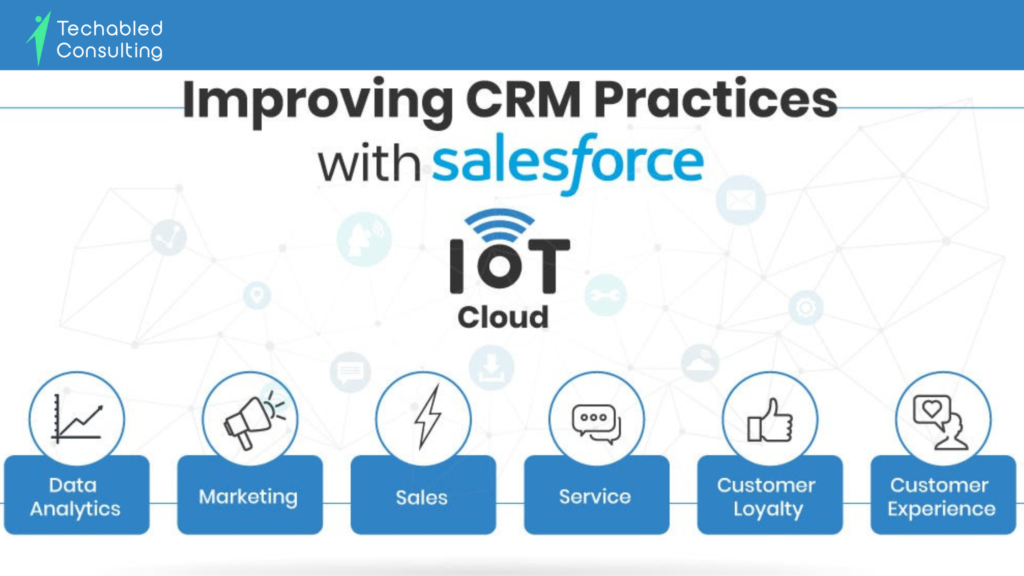 Techabled
Consulting
Improving CRM Practices
with salesforce
IoT
Cloud
Data
Analytics
Marketing
Sales
Service
Customer
Loyalty
Customer
Experience